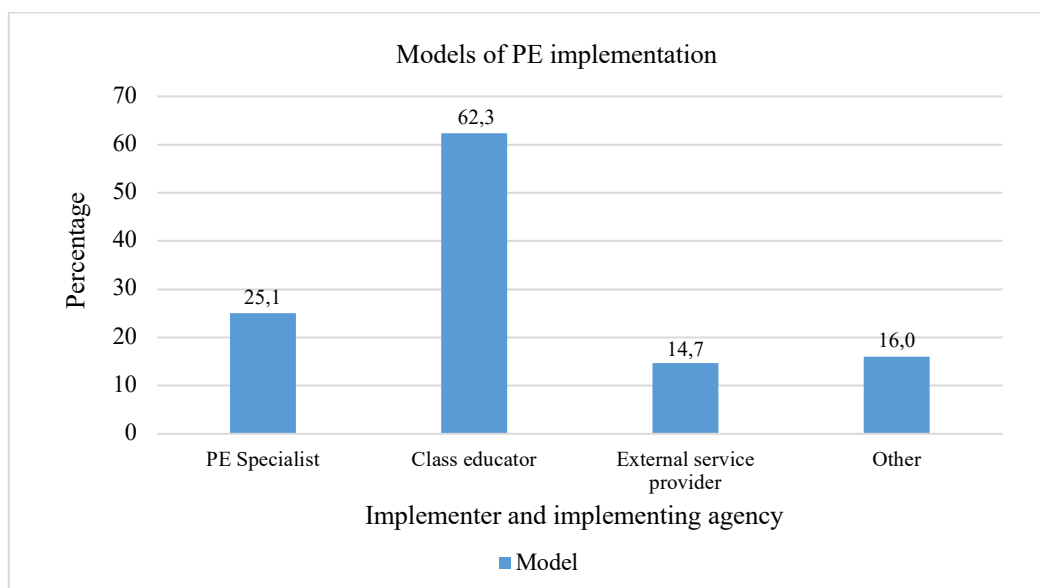 Models of PE implementation
70
60
50
40
30
20
10
0
Percentage
25,1
62,3
14,7
16,0
PE Specialist
Class educator
External service
provider
Other
Implementer and implementing agency
Model